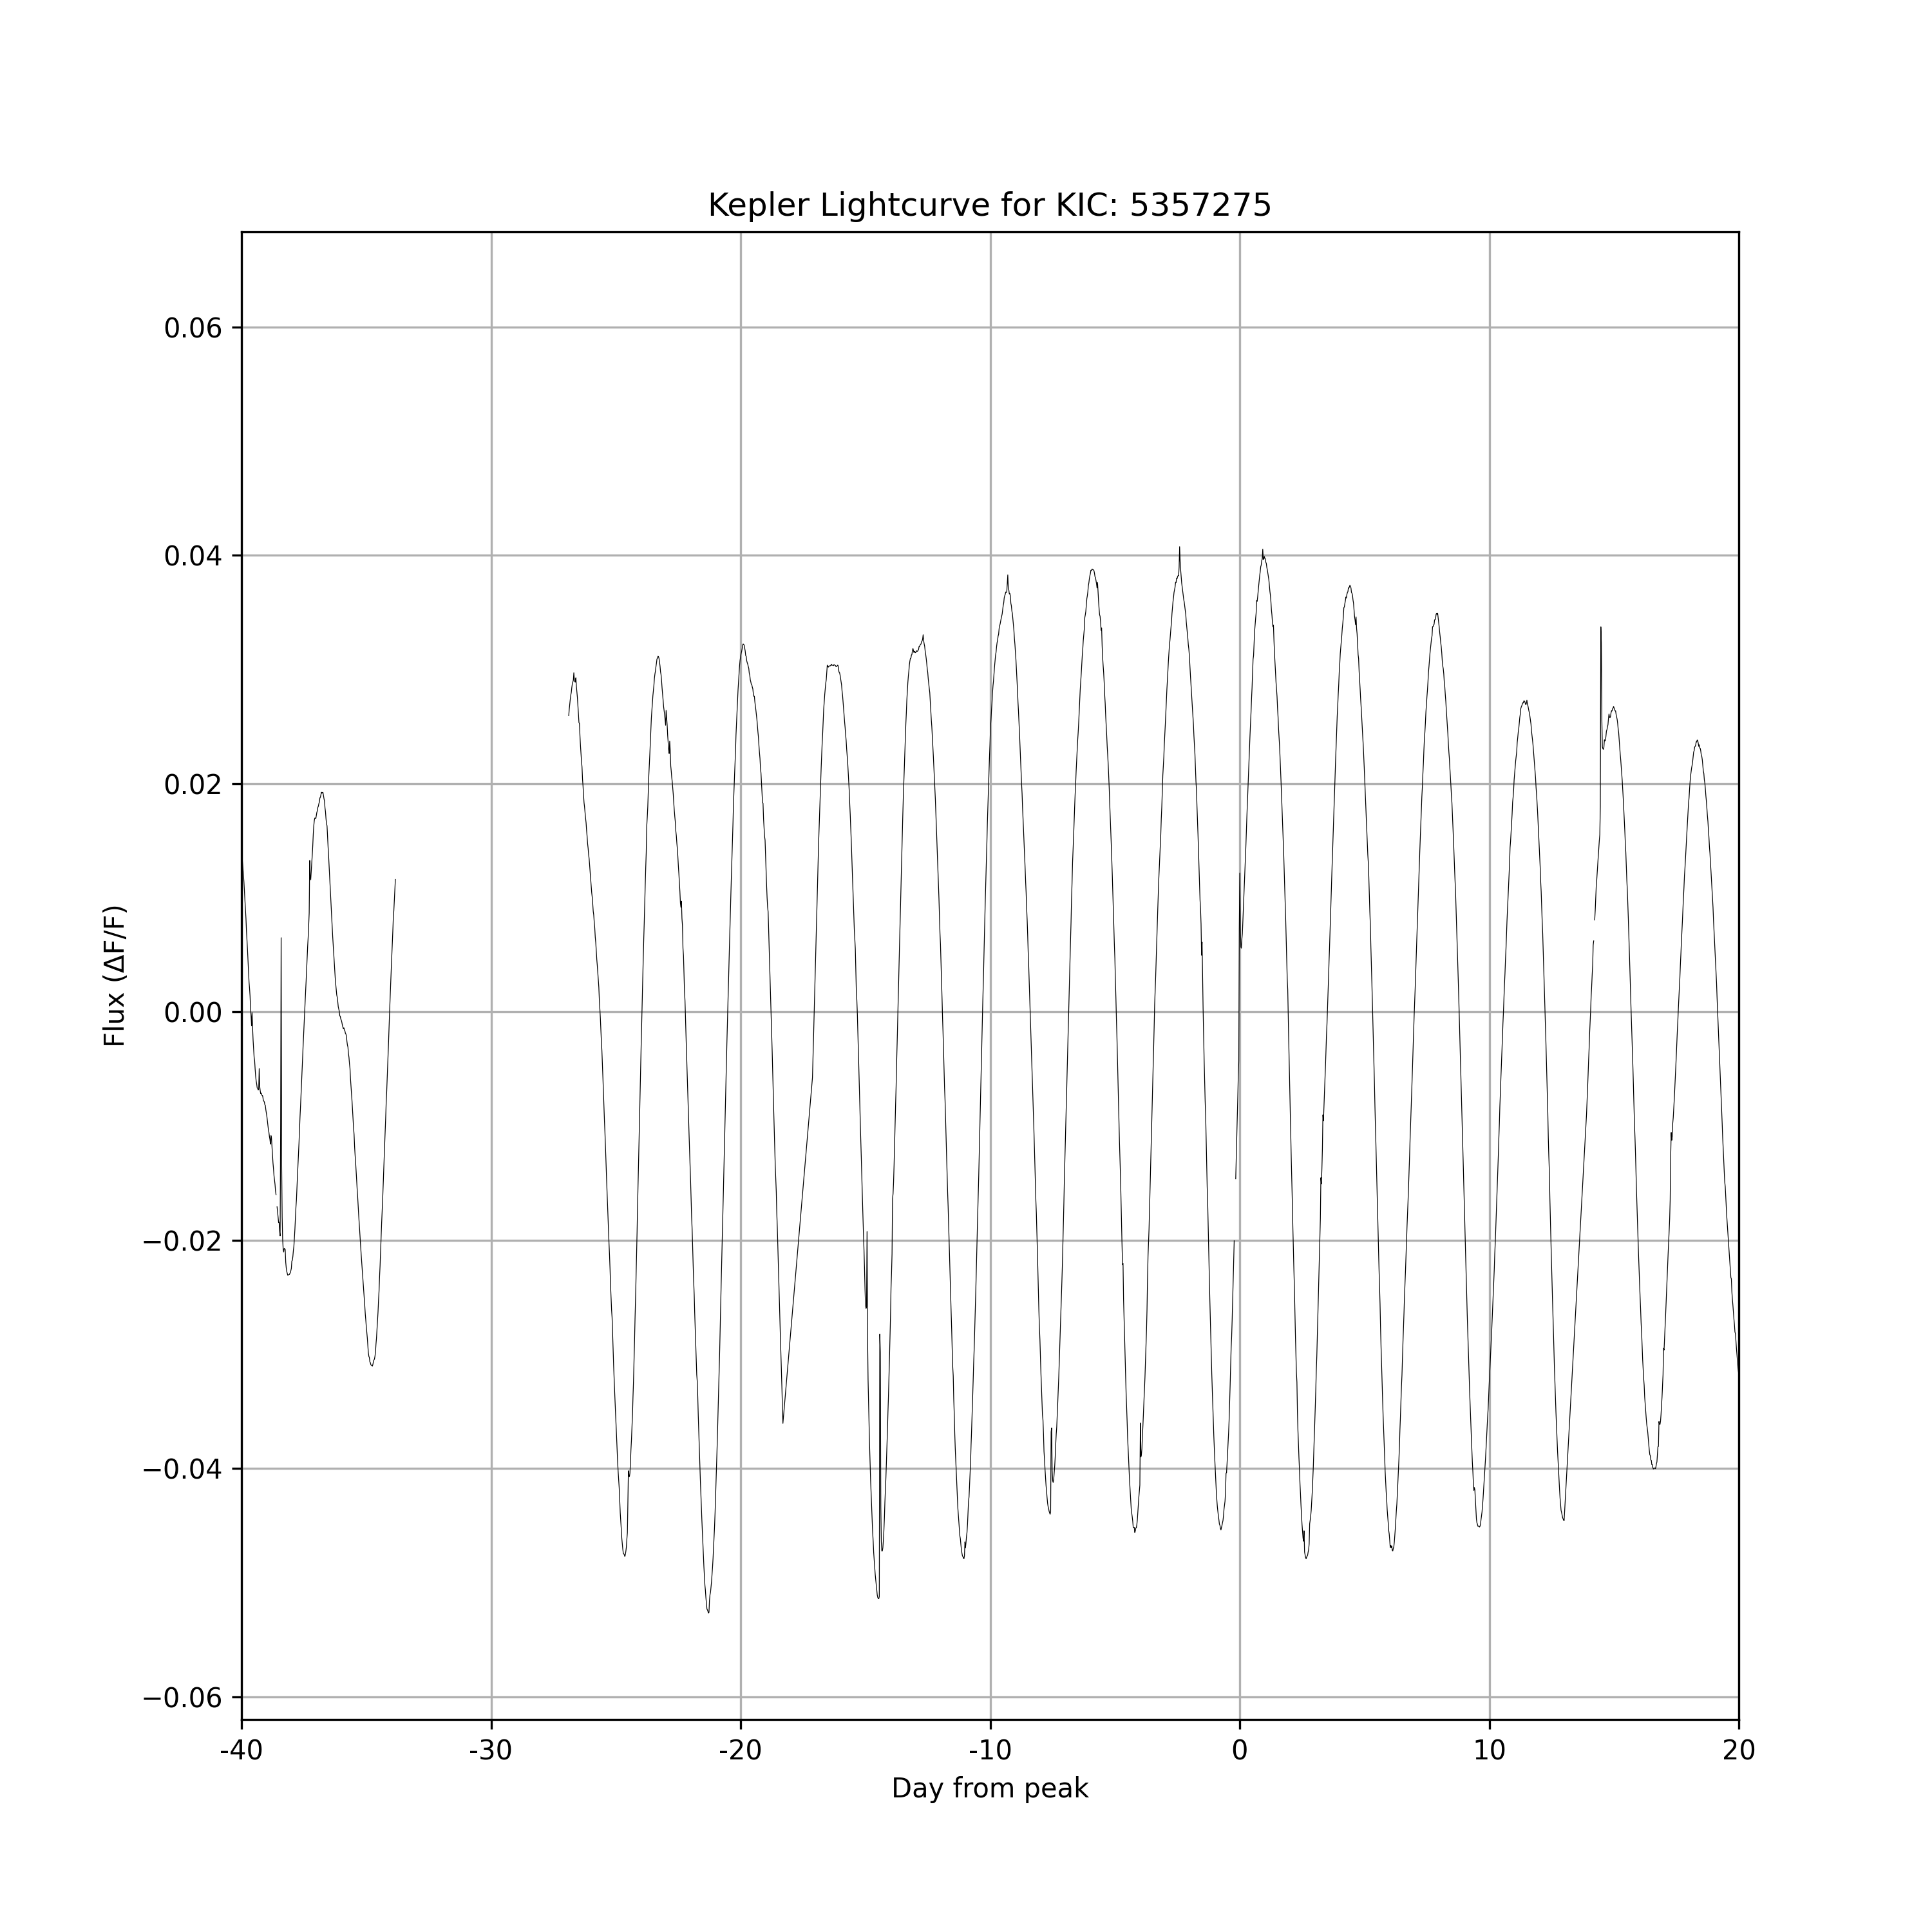 Kepler Lightcurve for KIC: 5357275
0.06
0.04
0.02
0.00
−0.02
−0.04
−0.06
Flux (ΔF/F)
-40 -30 -20 -10 0 10 20
Day from peak